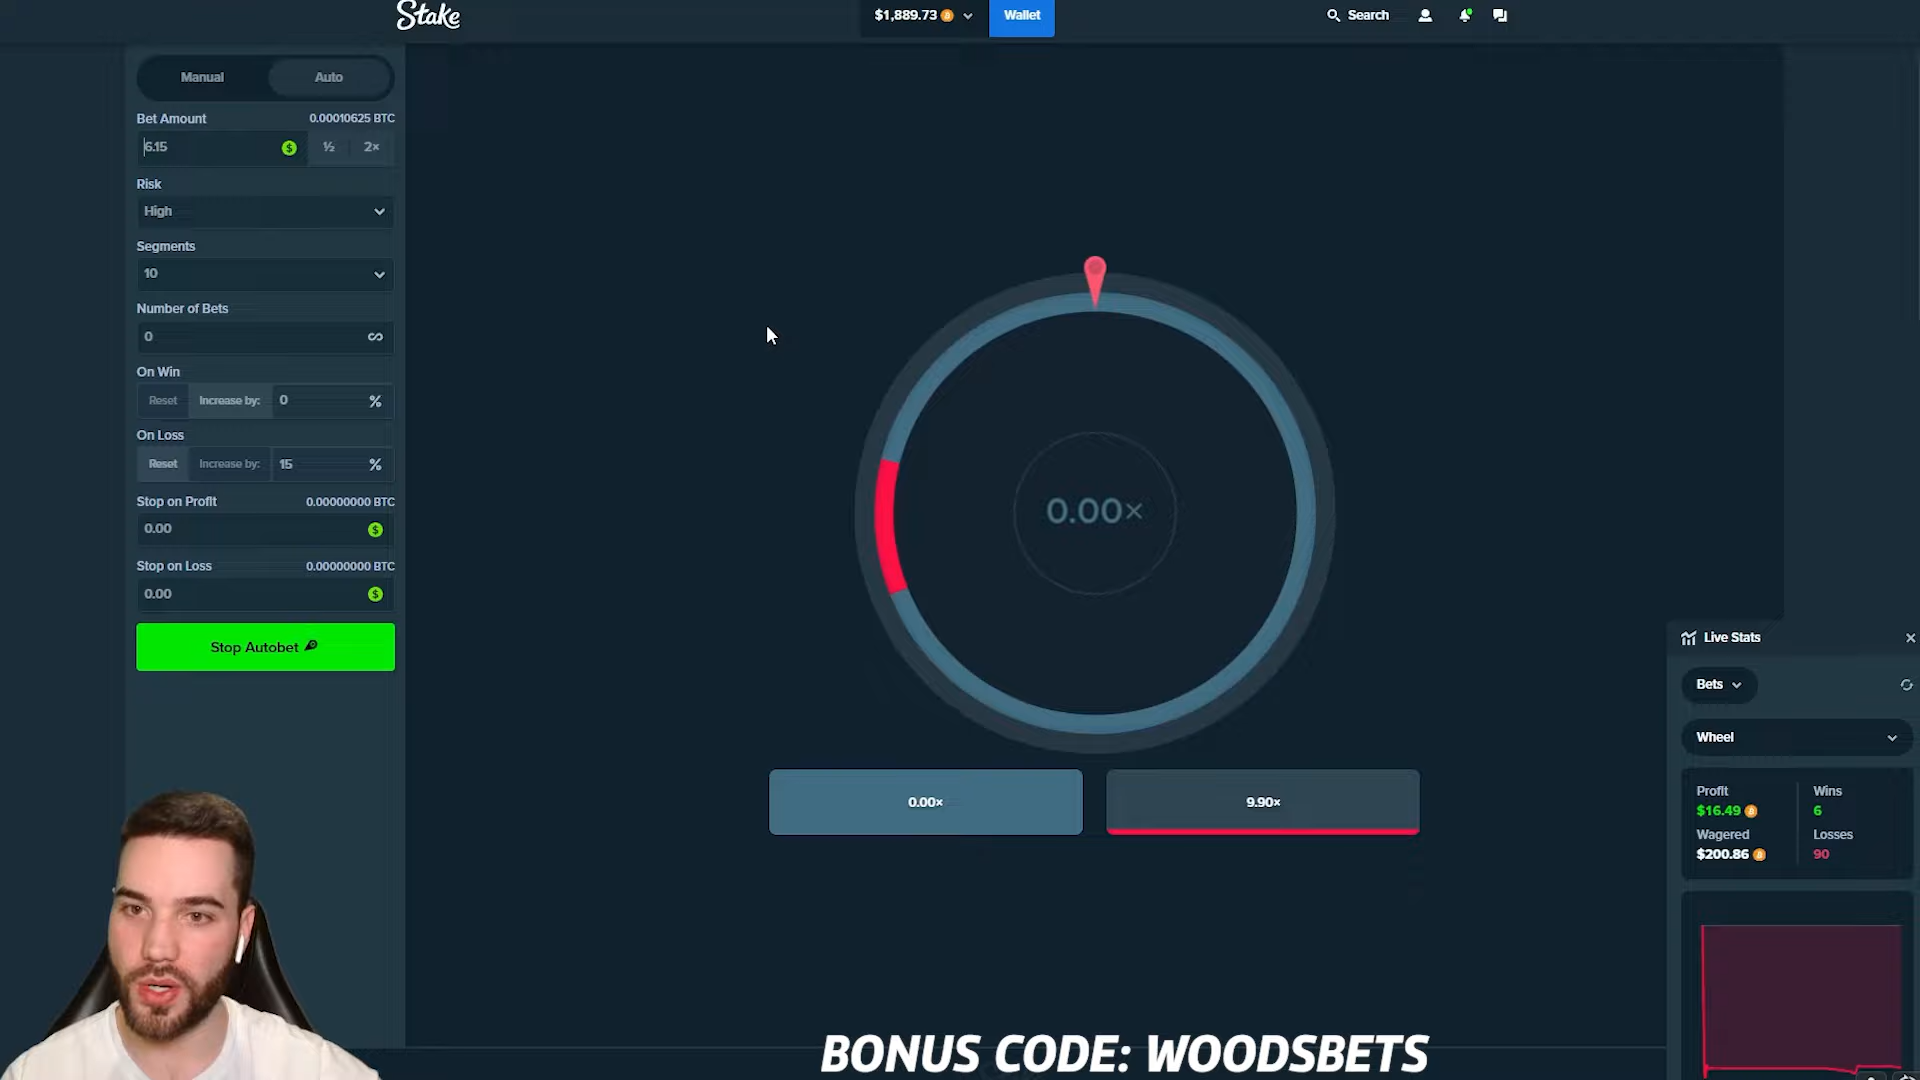 Stake
$1,889.73
Wallet
Search
Manual
Auto
Bet Amount
0.00010625 BTC
6.15
½
2×
Risk
High
Segments
10
Number of Bets
0
∞
On Win
Reset
Increase by:
0
%
On Loss
Reset
Increase by:
15
%
Stop on Profit
0.00000000 BTC
0.00
$
Stop on Loss
0.00000000 BTC
0.00
$
Stop Autobet
0.00×
0.00×
9.90×
Live Stats
Bets
Wheel
Profit
$16.49
Wins
6
Wagered
$200.86
Losses
90
BONUS CODE: WOODSBETS